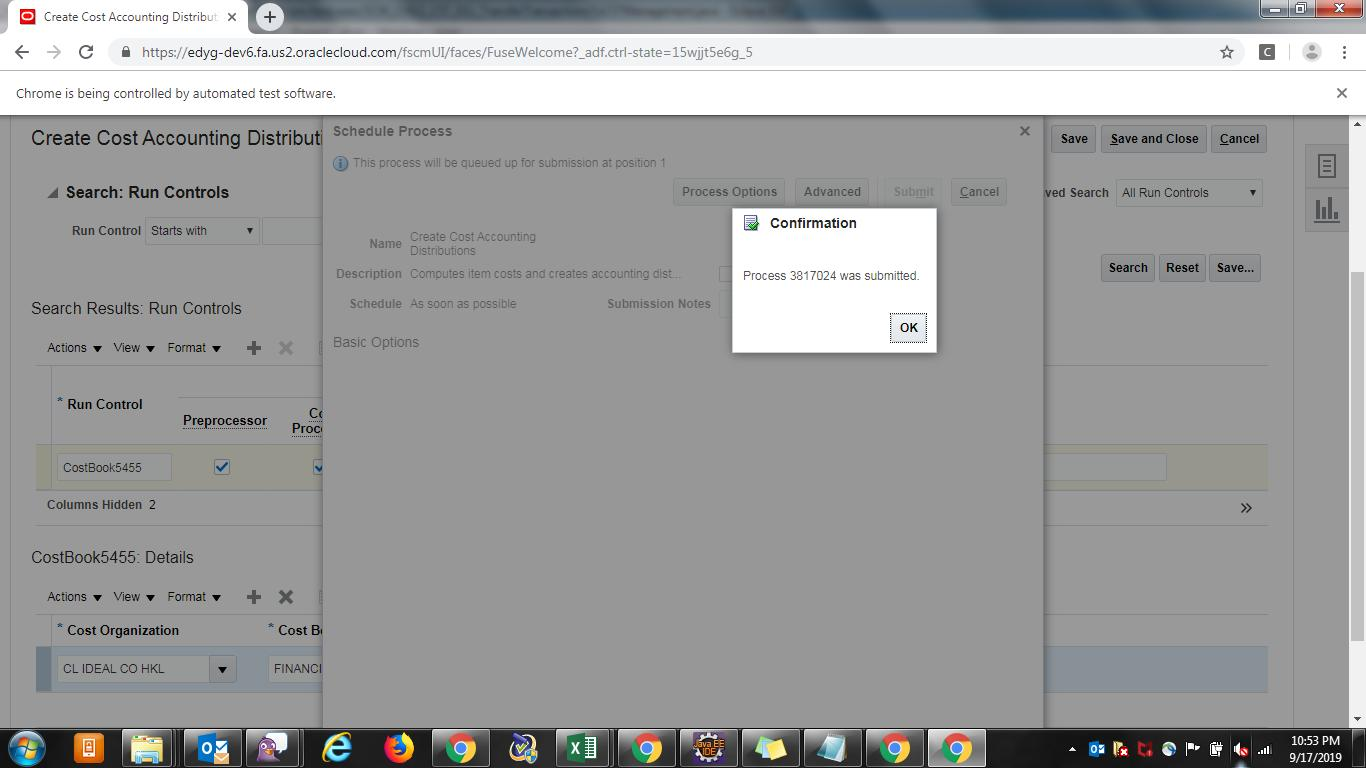 Create Cost Accounting Distribut
https://edyg-dev6.fa.us2.oraclecloud.com/fscmUI/faces/FuseWelcome?_adf.ctrl-state=15wjjt5e6g_5
C
Chrome is being controlled by automated test software.
Create Cost Accounting Distributi
Schedule Process
Save
Save and Close
Cancel
This process will be queued up for submission at position 1
Search: Run Controls
Process Options
Advanced
Submit
Cancel
ved Search
All Run Controls
Run Control
Starts with
Confirmation
Name
Create Cost Accounting
Distributions
Description
Computes item costs and creates accounting dist...
Process 3817024 was submitted.
Search
Reset
Save...
Schedule
As soon as possible
Submission Notes
Search Results: Run Controls
OK
Basic Options
Actions
View
Format
* Run Control
Preprocessor
Co
Proce
CostBook5455
Columns Hidden 2
CostBook5455: Details
Actions
View
Format
* Cost Organization
* Cost Bo
CL IDEAL CO HKL
FINANCI
Java EE
IDE
10:53 PM
9/17/2019